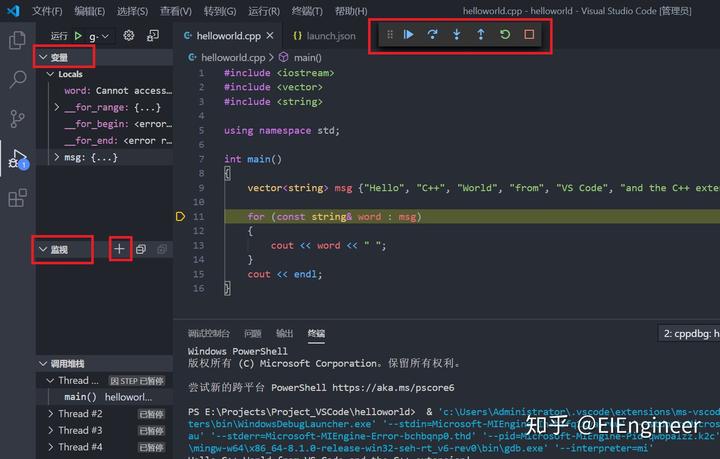 文件(F) 编辑(E) 选择(S) 查看(V) 转到(G) 运行(R) 终端(T) 帮助(H) helloworld.cpp - helloworld - Visual Studio Code [管理员]
运行 g·
helloworld.cpp launch.json
变量
Locals
word: Cannot access…
__for_range: {...}
__for_begin: <error…
__for_end: <error r…
msg: {...}
监视
调用堆栈
Thread ... 因 STEP 已暂停
main() helloworl...
Thread #2 已暂停
Thread #3 已暂停
Thread #4 已暂停
1
helloworld.cpp > main()
1 #include <iostream>
2 #include <vector>
3 #include <string>
4
5 using namespace std;
6
7 int main()
8 {
9 vector<string> msg {"Hello", "C++", "World", "from", "VS Code", "and the C++ exten
10
11 for (const string& word : msg)
12 {
13 cout << word << " ";
14 }
15 cout << endl;
16 }
调试控制台 问题 输出 终端 2: cppdbg: h
Windows PowerShell
版权所有 (C) Microsoft Corporation。保留所有权利。
尝试新的跨平台 PowerShell https://aka.ms/pscore6
PS E:\Projects\Project_VSCode\helloworld> & 'c:\Users\Administrator\.vscode\extensions\ms-vscod
ters\bin\WindowsDebugLauncher.exe' '--stdin=Microsoft-MIEngine-In-
au' '--stderr=Microsoft-MIEngine-Error-bchbqnp0.thd' '--pid=Microsoft-MIEngine-Pid-
\mingw-w64\x86_64-8.1.0-release-win32-seh-rt_v6-rev0\bin\gdb.exe' '--interpreter=mi'
知乎 @EIEngineer